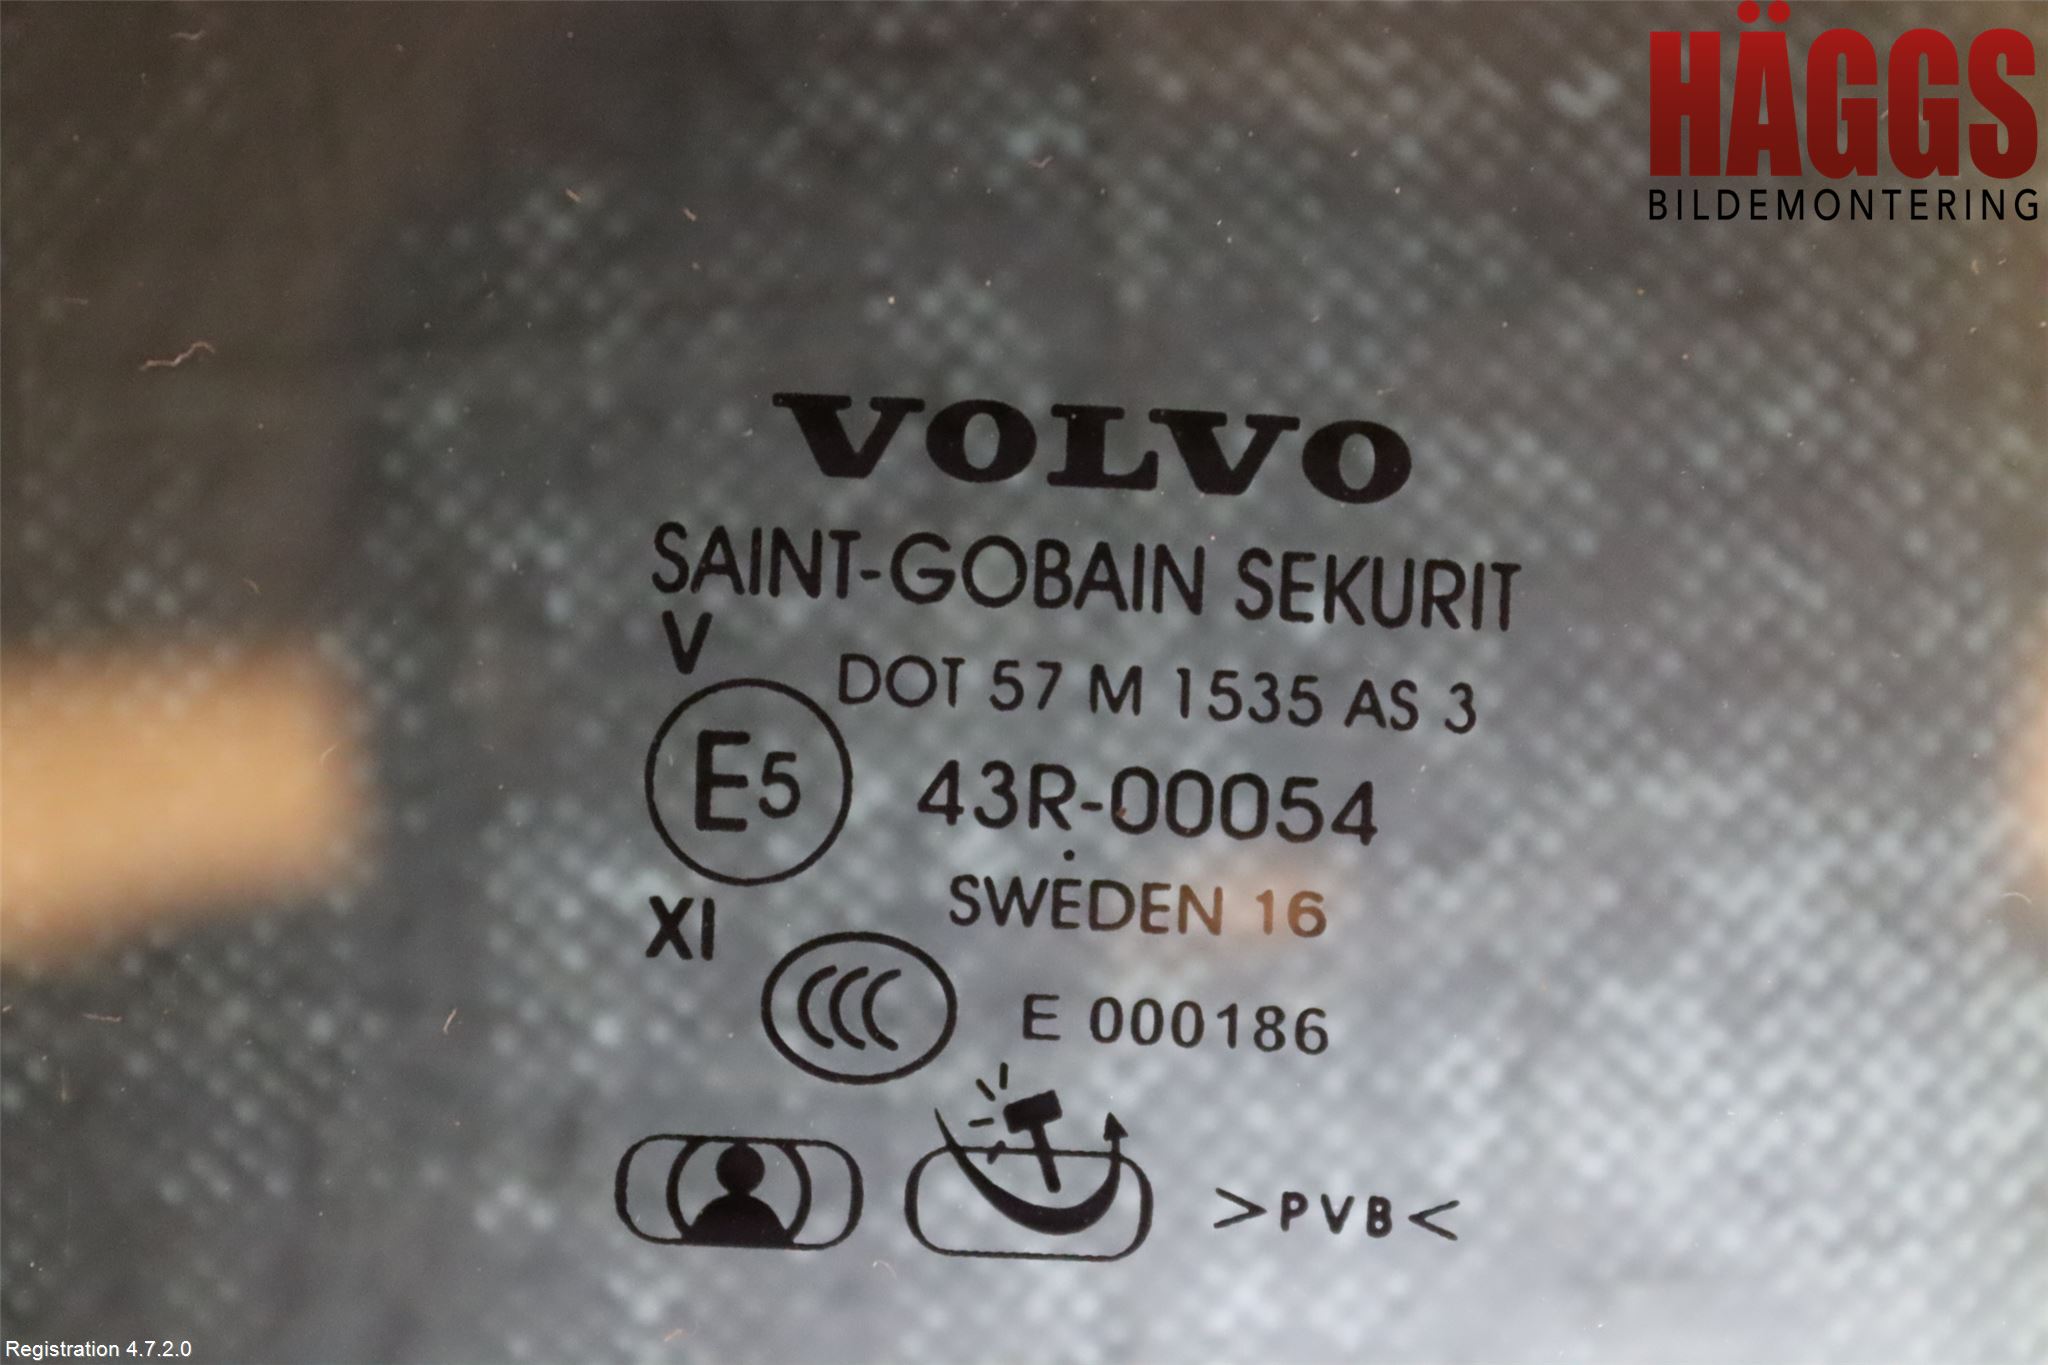 HÄGGS
BILDEMONTERING
VOLVO
SAINT-GOBAIN SEKURIT
V
DOT 57 M 1535 AS 3
E5
43R-00054
SWEDEN 16
XI
CCC
E 000186
>PVB<
Registration 4.7.2.0